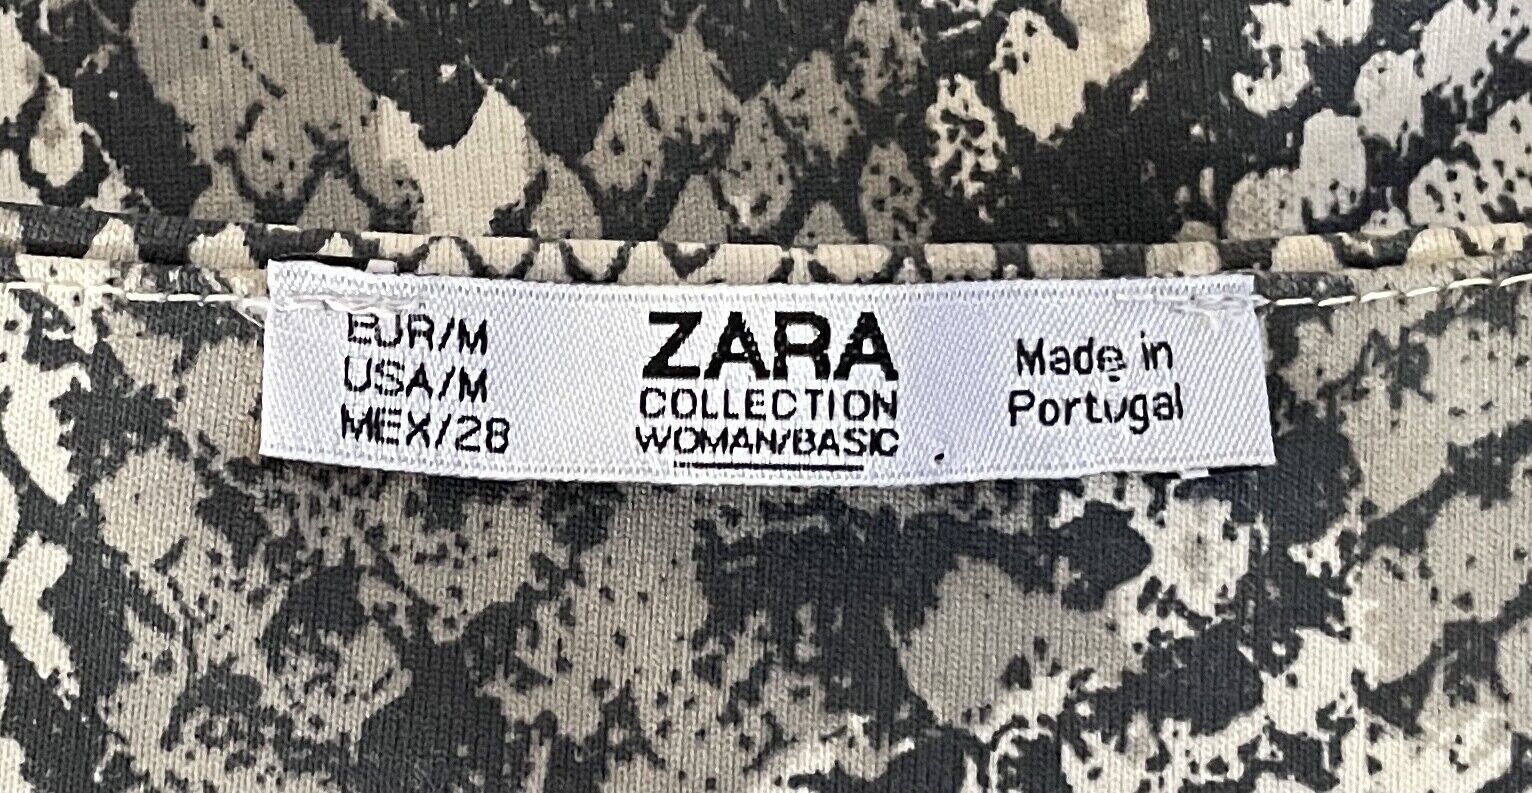 EUR/M
USA/M
MEX/28
ZARA
COLLECTION
WOMAN/BASIC
Made in
Portugal